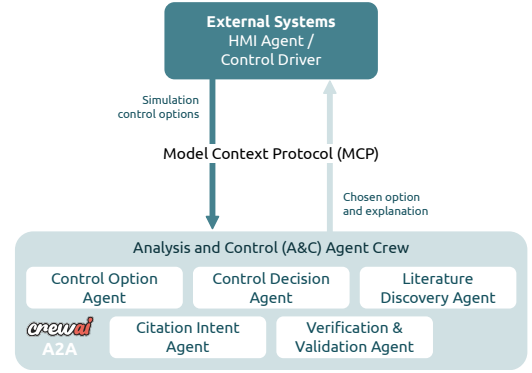 External Systems
HMI Agent /
Control Driver
Simulation
control options
Model Context Protocol (MCP)
Chosen option
and explanation
Analysis and Control (A&C) Agent Crew
Control Option
Agent
Control Decision
Agent
Literature
Discovery Agent
crewai
A2A
Citation Intent
Agent
Verification &
Validation Agent